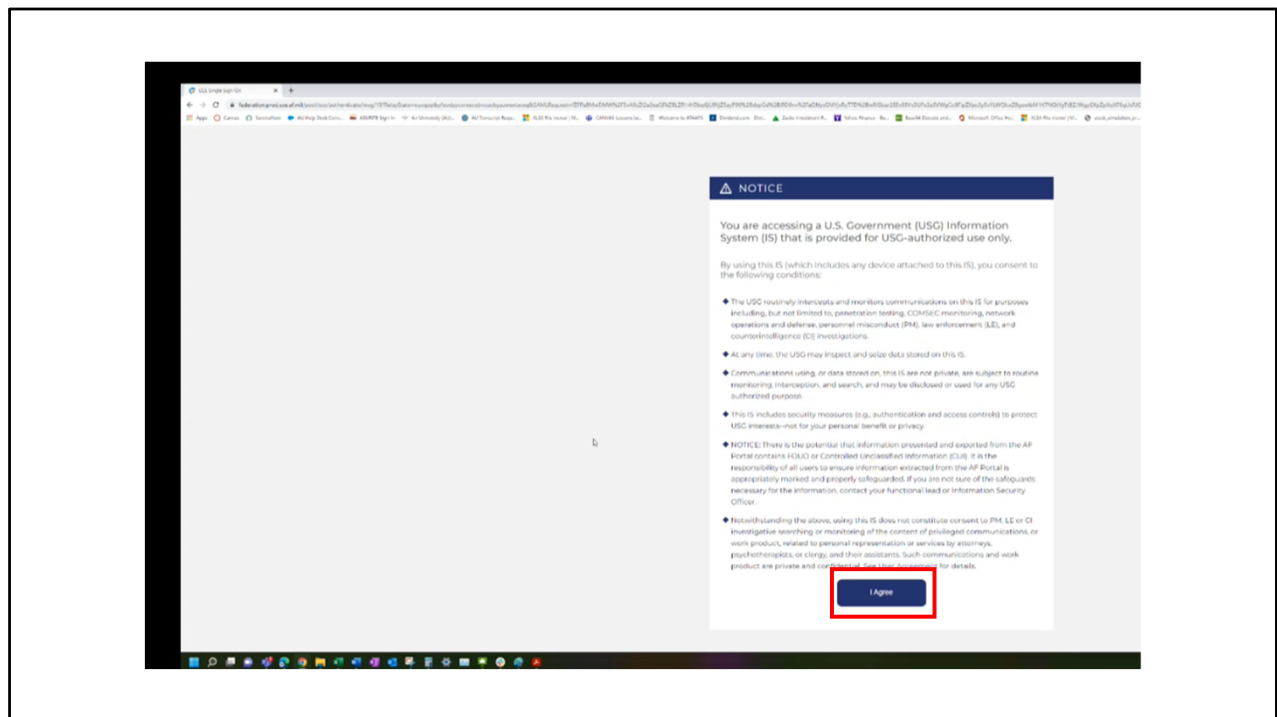 Apps Canvas
NOTICE
You are accessing a U.S. Government (USG) Information
System (IS) that is provided for USG-authorized use only.
By using this IS (which includes any device attached to this IS), you consent to
the following conditions:
The USG routinely intercepts and monitors communications on this IS for purposes
including, but not limited to, penetration testing, COMSEC monitoring, network
operations and defense, personnel misconduct (PM), law enforcement (LE), and
counterintelligence (CI) investigations.
At any time, the USG may inspect and seize data stored on this IS.
Communications using, or data stored on, this IS are not private, are subject to routine
monitoring, interception, and search, and may be disclosed or used for any USG
authorized purpose.
This IS includes security measures (e.g., authentication and access controls) to protect
USG interests--not for your personal benefit or privacy.
NOTICE: There is the potential that information presented and exported from the AF
Portal contains FOUO or Controlled Unclassified Information (CUI). It is the
responsibility of all users to ensure information extracted from the AF Portal is
appropriately marked and properly safeguarded. If you are not sure of the safeguards
necessary for the information, contact your functional lead or Information Security
Officer.
Notwithstanding the above, using this IS does not constitute consent to PM, LE or CI
investigative searching or monitoring of the content of privileged communications, or
work product, related to personal representation or services by attorneys,
psychotherapists, or clergy, and their assistants. Such communications and work
product are private and confidential. See User Agreement for details.
I Agree